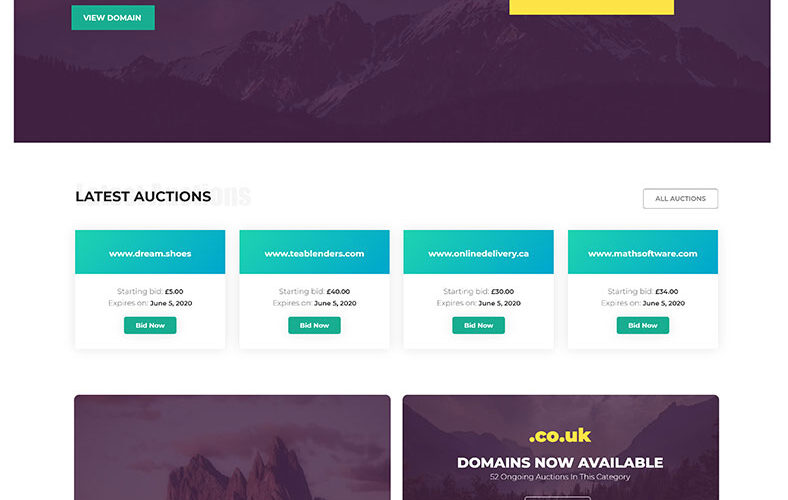 VIEW DOMAIN
LATEST AUCTIONS
ALL AUCTIONS
www.dream.shoes
Starting bid: £5.00
Expires on: June 5, 2020
Bid Now
www.teablenders.com
Starting bid: £40.00
Expires on: June 5, 2020
Bid Now
www.onlinedelivery.ca
Starting bid: £30.00
Expires on: June 5, 2020
Bid Now
www.mathsoftware.com
Starting bid: £34.00
Expires on: June 5, 2020
Bid Now
.co.uk
DOMAINS NOW AVAILABLE
52 Ongoing Auctions In This Category